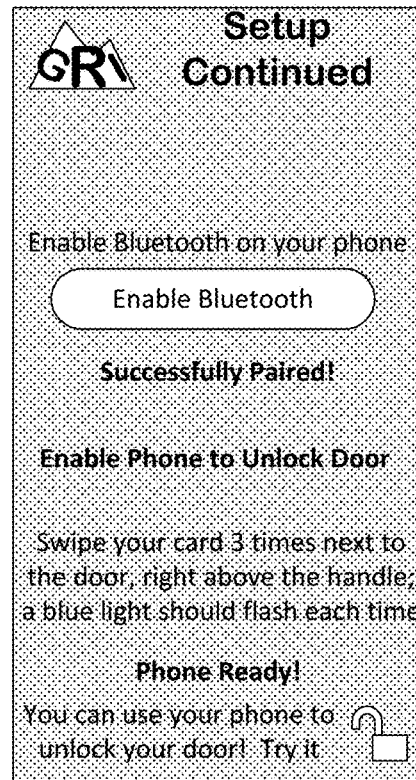 GRI
Setup
Continued
Enable Bluetooth on your phone
Enable Bluetooth
Successfully Paired!
Enable Phone to Unlock Door
Swipe your card 3 times next to
the door, right above the handle;
a blue light should flash each time
Phone Ready!
You can use your phone to
unlock your door! Try it